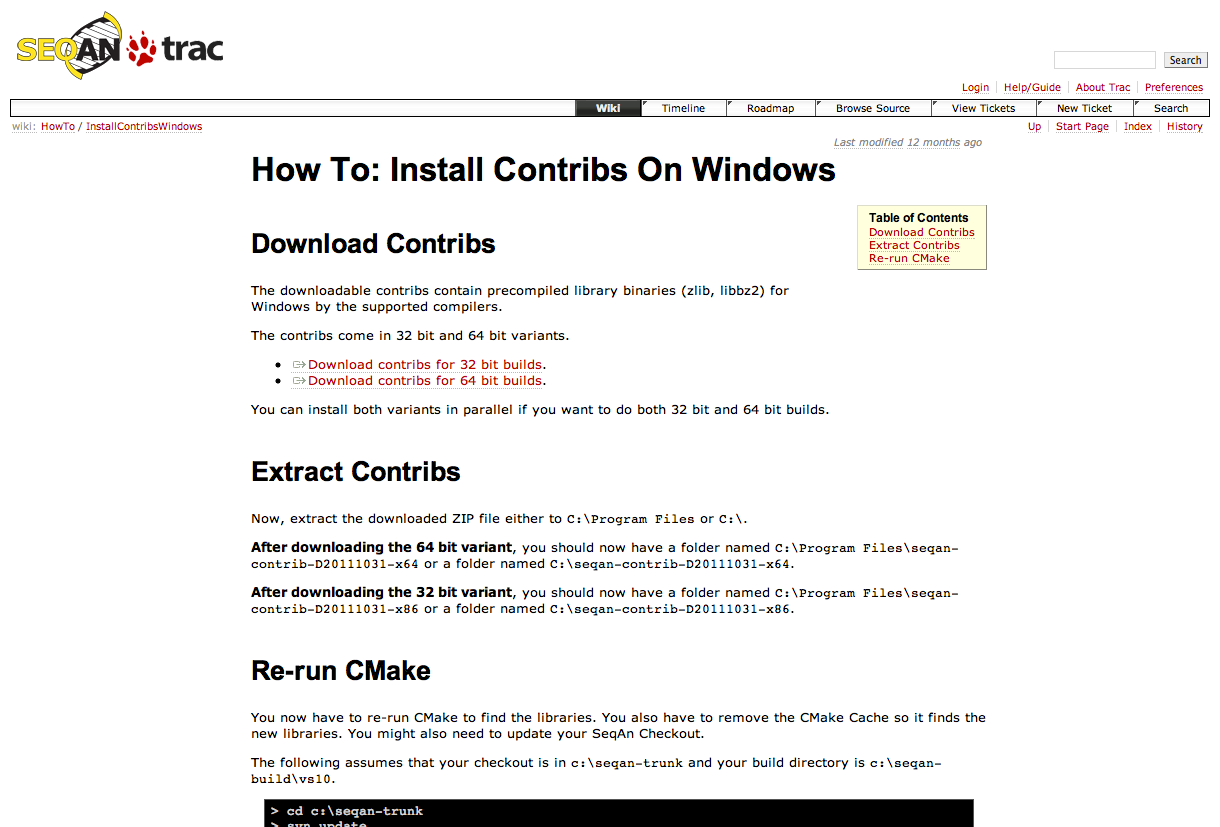 SEQAN trac
Search
Login Help/Guide About Trac Preferences
Wiki Timeline Roadmap Browse Source View Tickets New Ticket Search
wiki: HowTo / InstallContribsWindows Up Start Page Index History
Last modified 12 months ago
How To: Install Contribs On Windows
Table of Contents
Download Contribs
Extract Contribs
Re-run CMake
Download Contribs
The downloadable contribs contain precompiled library binaries (zlib, libbz2) for
Windows by the supported compilers.
The contribs come in 32 bit and 64 bit variants.
Download contribs for 32 bit builds.
Download contribs for 64 bit builds.
You can install both variants in parallel if you want to do both 32 bit and 64 bit builds.
Extract Contribs
Now, extract the downloaded ZIP file either to C:\Program Files or C:\.
After downloading the 64 bit variant, you should now have a folder named C:\Program Files\seqan-
contrib-D20111031-x64 or a folder named C:\seqan-contrib-D20111031-x64.
After downloading the 32 bit variant, you should now have a folder named C:\Program Files\seqan-
contrib-D20111031-x86 or a folder named C:\seqan-contrib-D20111031-x86.
Re-run CMake
You now have to re-run CMake to find the libraries. You also have to remove the CMake Cache so it finds the
new libraries. You might also need to update your SeqAn Checkout.
The following assumes that your checkout is in c:\seqan-trunk and your build directory is c:\seqan-
build\vs10.
> cd c:\seqan-trunk
> svn update